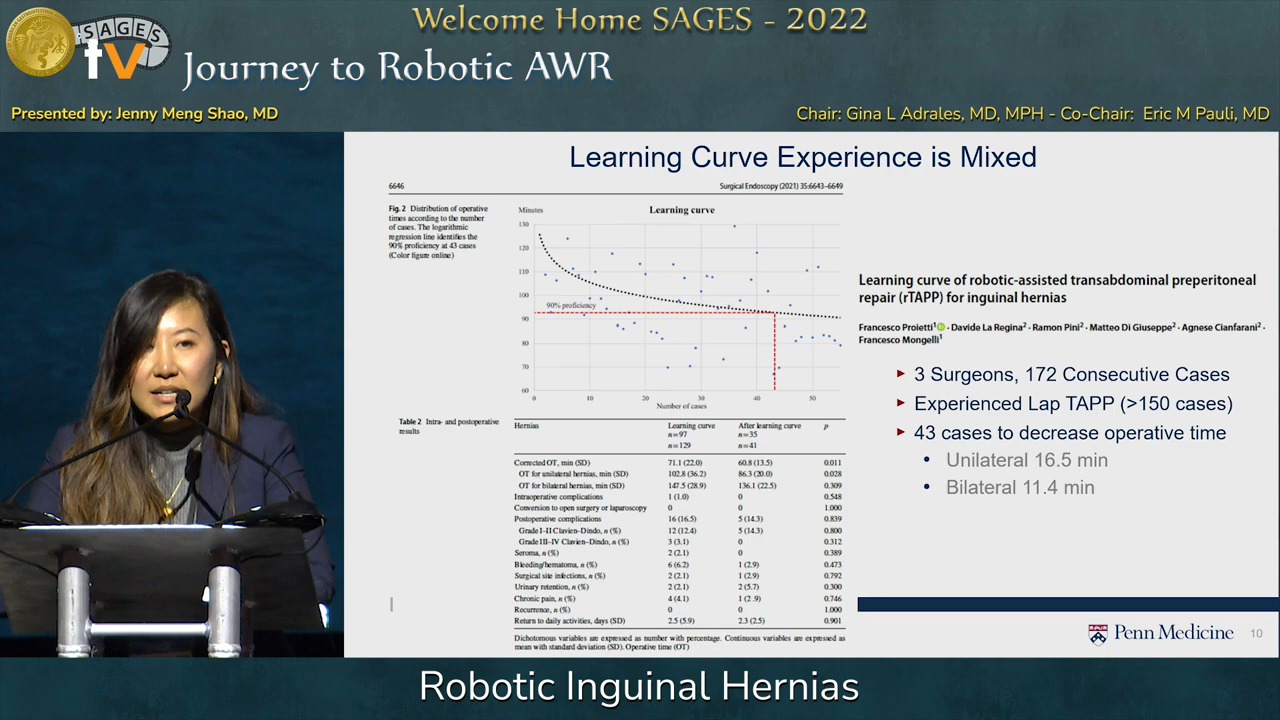 Welcome Home SAGES - 2022
SAGES
tv
Journey to Robotic AWR
Presented by: Jenny Meng Shao, MD
Chair: Gina L Adrales, MD, MPH - Co-Chair: Eric M Pauli, MD
Learning Curve Experience is Mixed
6646
Surgical Endoscopy (2021) 35:6643–6649
Fig. 2 Distribution of operative
times according to the number
of cases. The logarithmic
regression line identifies the
90% proficiency at 43 cases
(Color figure online)
Minutes
Learning curve
130
120
110
100
90
80
70
60
90% proficiency
0 10 20 30 40 50
Number of cases
Learning curve of robotic-assisted transabdominal preperitoneal
repair (rTAPP) for inguinal hernias
Francesco Proietti1 · Davide La Regina2 · Ramon Pini2 · Matteo Di Giuseppe2 · Agnese Cianfarani2 ·
Francesco Mongelli1
► 3 Surgeons, 172 Consecutive Cases
► Experienced Lap TAPP (>150 cases)
► 43 cases to decrease operative time
• Unilateral 16.5 min
• Bilateral 11.4 min
Table 2 Intra- and postoperative
results
Hernias Learning curve After learning curve p
n=97 n=35
n=129 n=41
Corrected OT, min (SD) 71.1 (22.0) 60.8 (13.5) 0.011
OT for unilateral hernias, min (SD) 102.8 (36.2) 86.3 (20.0) 0.028
OT for bilateral hernias, min (SD) 147.5 (28.9) 136.1 (22.5) 0.309
Intraoperative complications 1 (1.0) 0 0.548
Conversion to open surgery or laparoscopy 0 0 1.000
Postoperative complications 16 (16.5) 5 (14.3) 0.839
Grade I–II Clavien–Dindo, n (%) 12 (12.4) 5 (14.3) 0.800
Grade III–IV Clavien–Dindo, n (%) 3 (3.1) 0 0.312
Seroma, n (%) 2 (2.1) 0 0.389
Bleeding/hematoma, n (%) 6 (6.2) 1 (2.9) 0.473
Surgical site infections, n (%) 2 (2.1) 1 (2.9) 0.792
Urinary retention, n (%) 2 (2.1) 2 (5.7) 0.300
Chronic pain, n (%) 4 (4.1) 1 (2 .9) 0.746
Recurrence, n (%) 0 0 1.000
Return to daily activities, days (SD) 2.5 (5.9) 2.3 (2.5) 0.901
Dichotomous variables are expressed as number with percentage. Continuous variables are expressed as
mean with standard deviation (SD). Operative time (OT)
Penn Medicine 10
Robotic Inguinal Hernias